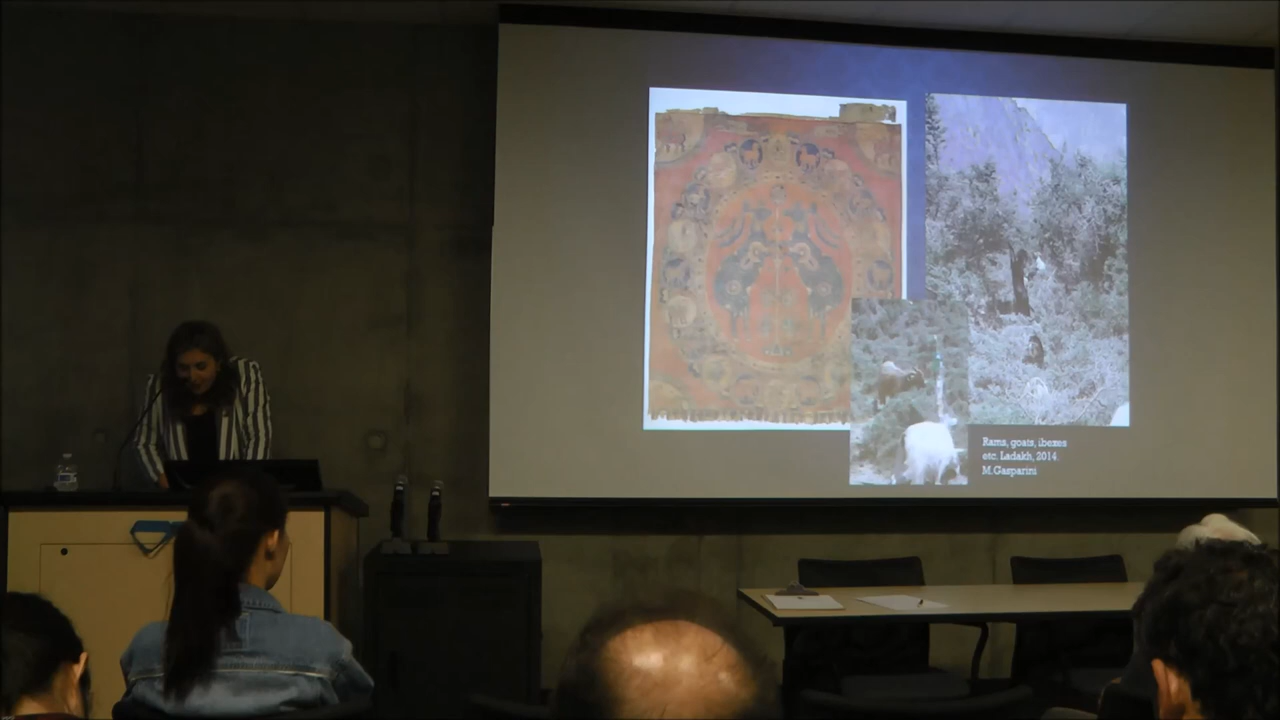 Rams, goats, ibexes
etc. Ladakh, 2014.
M.Gasparini